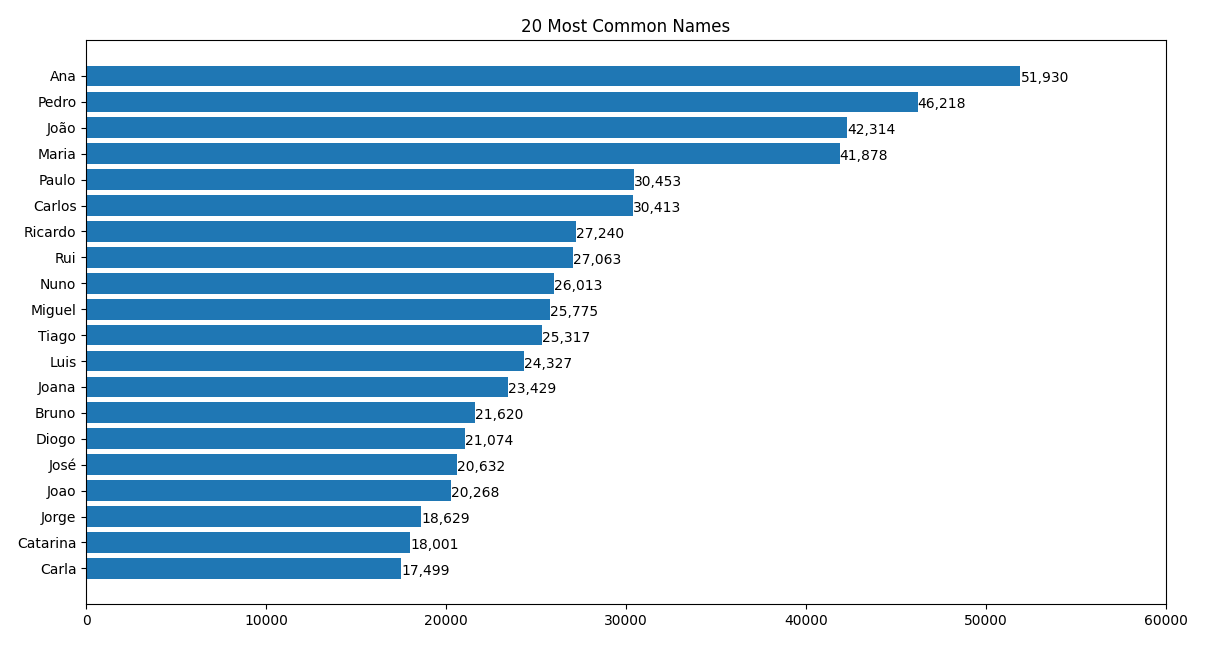 20 Most Common Names
Ana 51,930
Pedro 46,218
João 42,314
Maria 41,878
Paulo 30,453
Carlos 30,413
Ricardo 27,240
Rui 27,063
Nuno 26,013
Miguel 25,775
Tiago 25,317
Luis 24,327
Joana 23,429
Bruno 21,620
Diogo 21,074
José 20,632
Joao 20,268
Jorge 18,629
Catarina 18,001
Carla 17,499
0 10000 20000 30000 40000 50000 60000